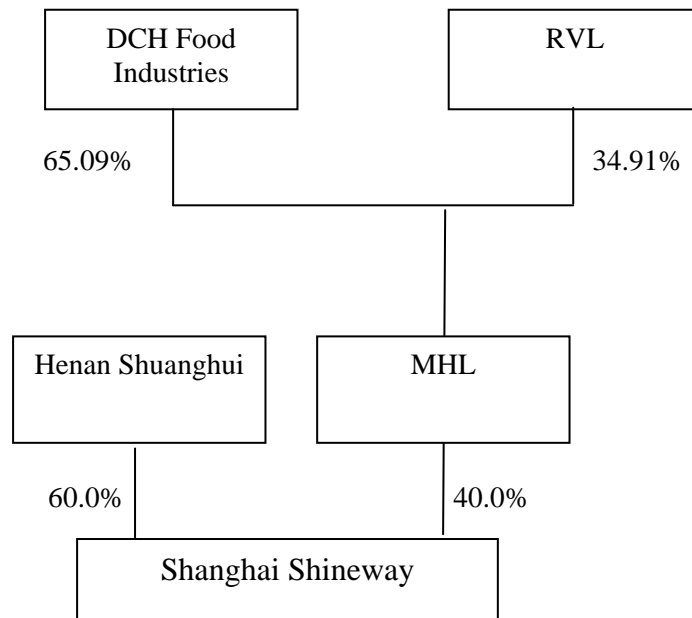 DCH Food
Industries
RVL
65.09%
34.91%
Henan Shuanghui
MHL
60.0%
40.0%
Shanghai Shineway